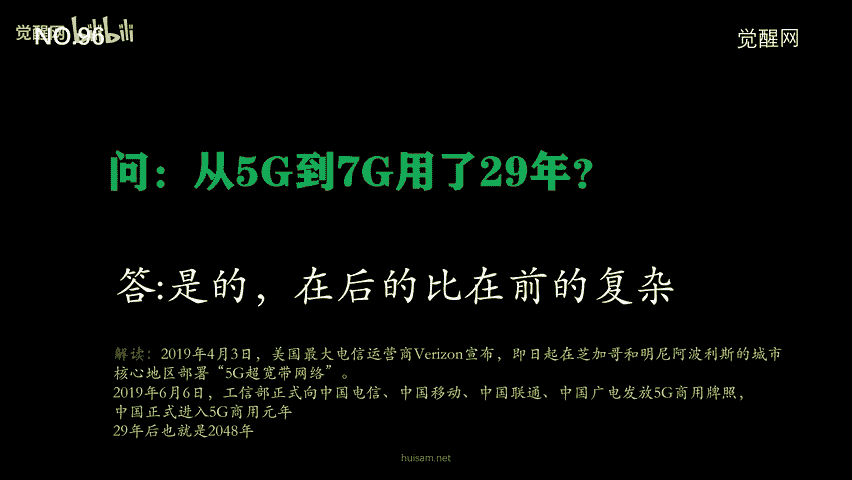 觉醒网 bilibili
NO.96
觉醒网
问：从5G到7G用了29年？
答:是的，在后的比在前的复杂
解读：2019年4月3日，美国最大电信运营商Verizon宣布，即日起在芝加哥和明尼阿波利斯的城市
核心地区部署“5G超宽带网络”。
2019年6月6日，工信部正式向中国电信、中国移动、中国联通、中国广电发放5G商用牌照，
中国正式进入5G商用元年
29年后也就是2048年
huisam.net